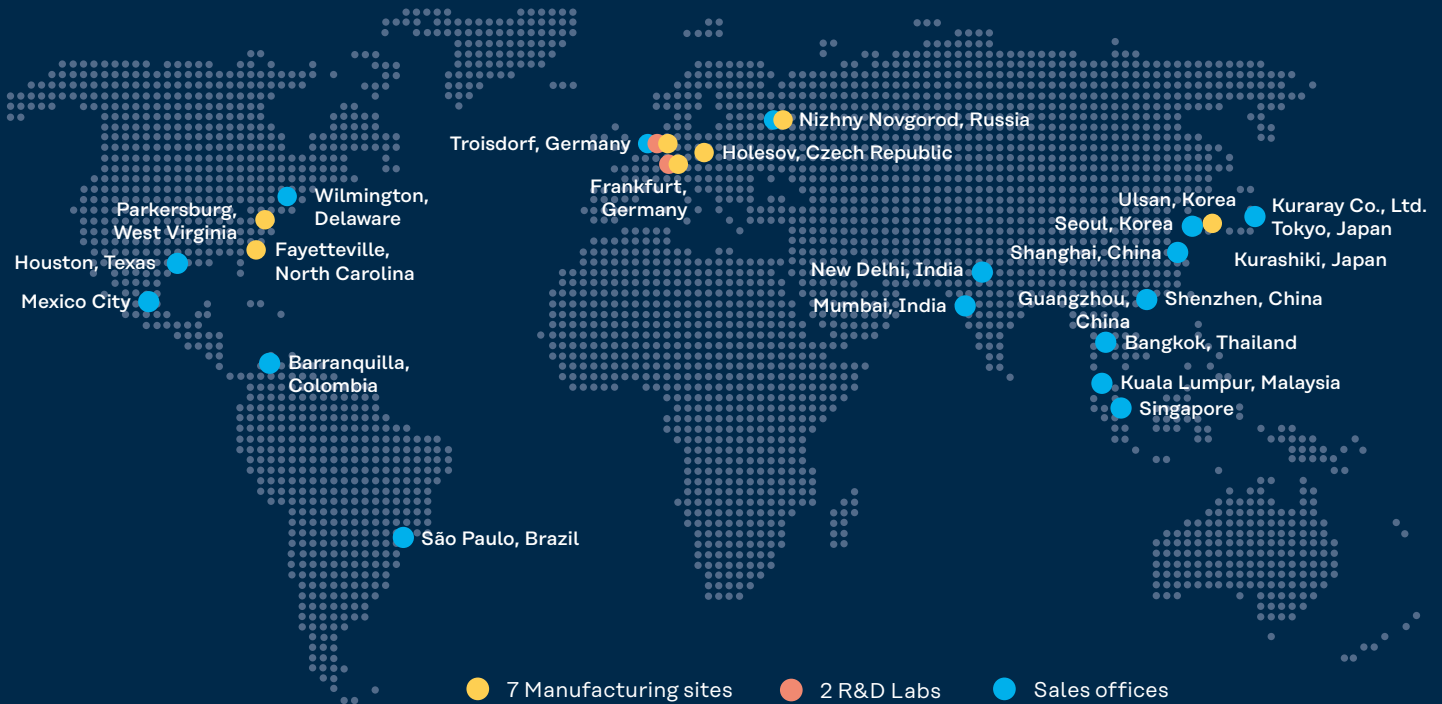 Nizhny Novgorod, Russia
Troisdorf, Germany
Holesov, Czech Republic
Frankfurt,
Germany
Wilmington,
Delaware
Parkersburg,
West Virginia
Fayetteville,
North Carolina
Houston, Texas
Mexico City
Barranquilla,
Colombia
São Paulo, Brazil
Ulsan, Korea
Seoul, Korea
Kuraray Co., Ltd.
Tokyo, Japan
Kurashiki, Japan
Shanghai, China
New Delhi, India
Mumbai, India
Guangzhou,
China
Shenzhen, China
Bangkok, Thailand
Kuala Lumpur, Malaysia
Singapore
7 Manufacturing sites
2 R&D Labs
Sales offices